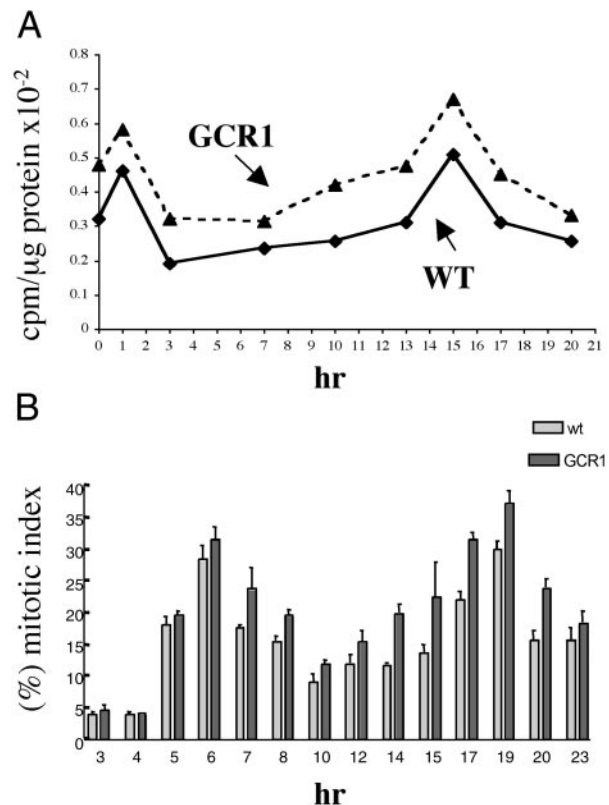 A
cpm/µg protein x10-2
0.8
0.7
0.6
0.5
0.4
0.3
0.2
0.1
0
GCR1
WT
0 1 2 3 4 5 6 7 8 9 10 11 12 13 14 15 16 17 18 19 20 21
hr
B
wt
GCR1
(%) mitotic index
40
35
30
25
20
15
10
5
0
3 4 5 6 7 8 10 12 14 15 17 19 20 23
hr